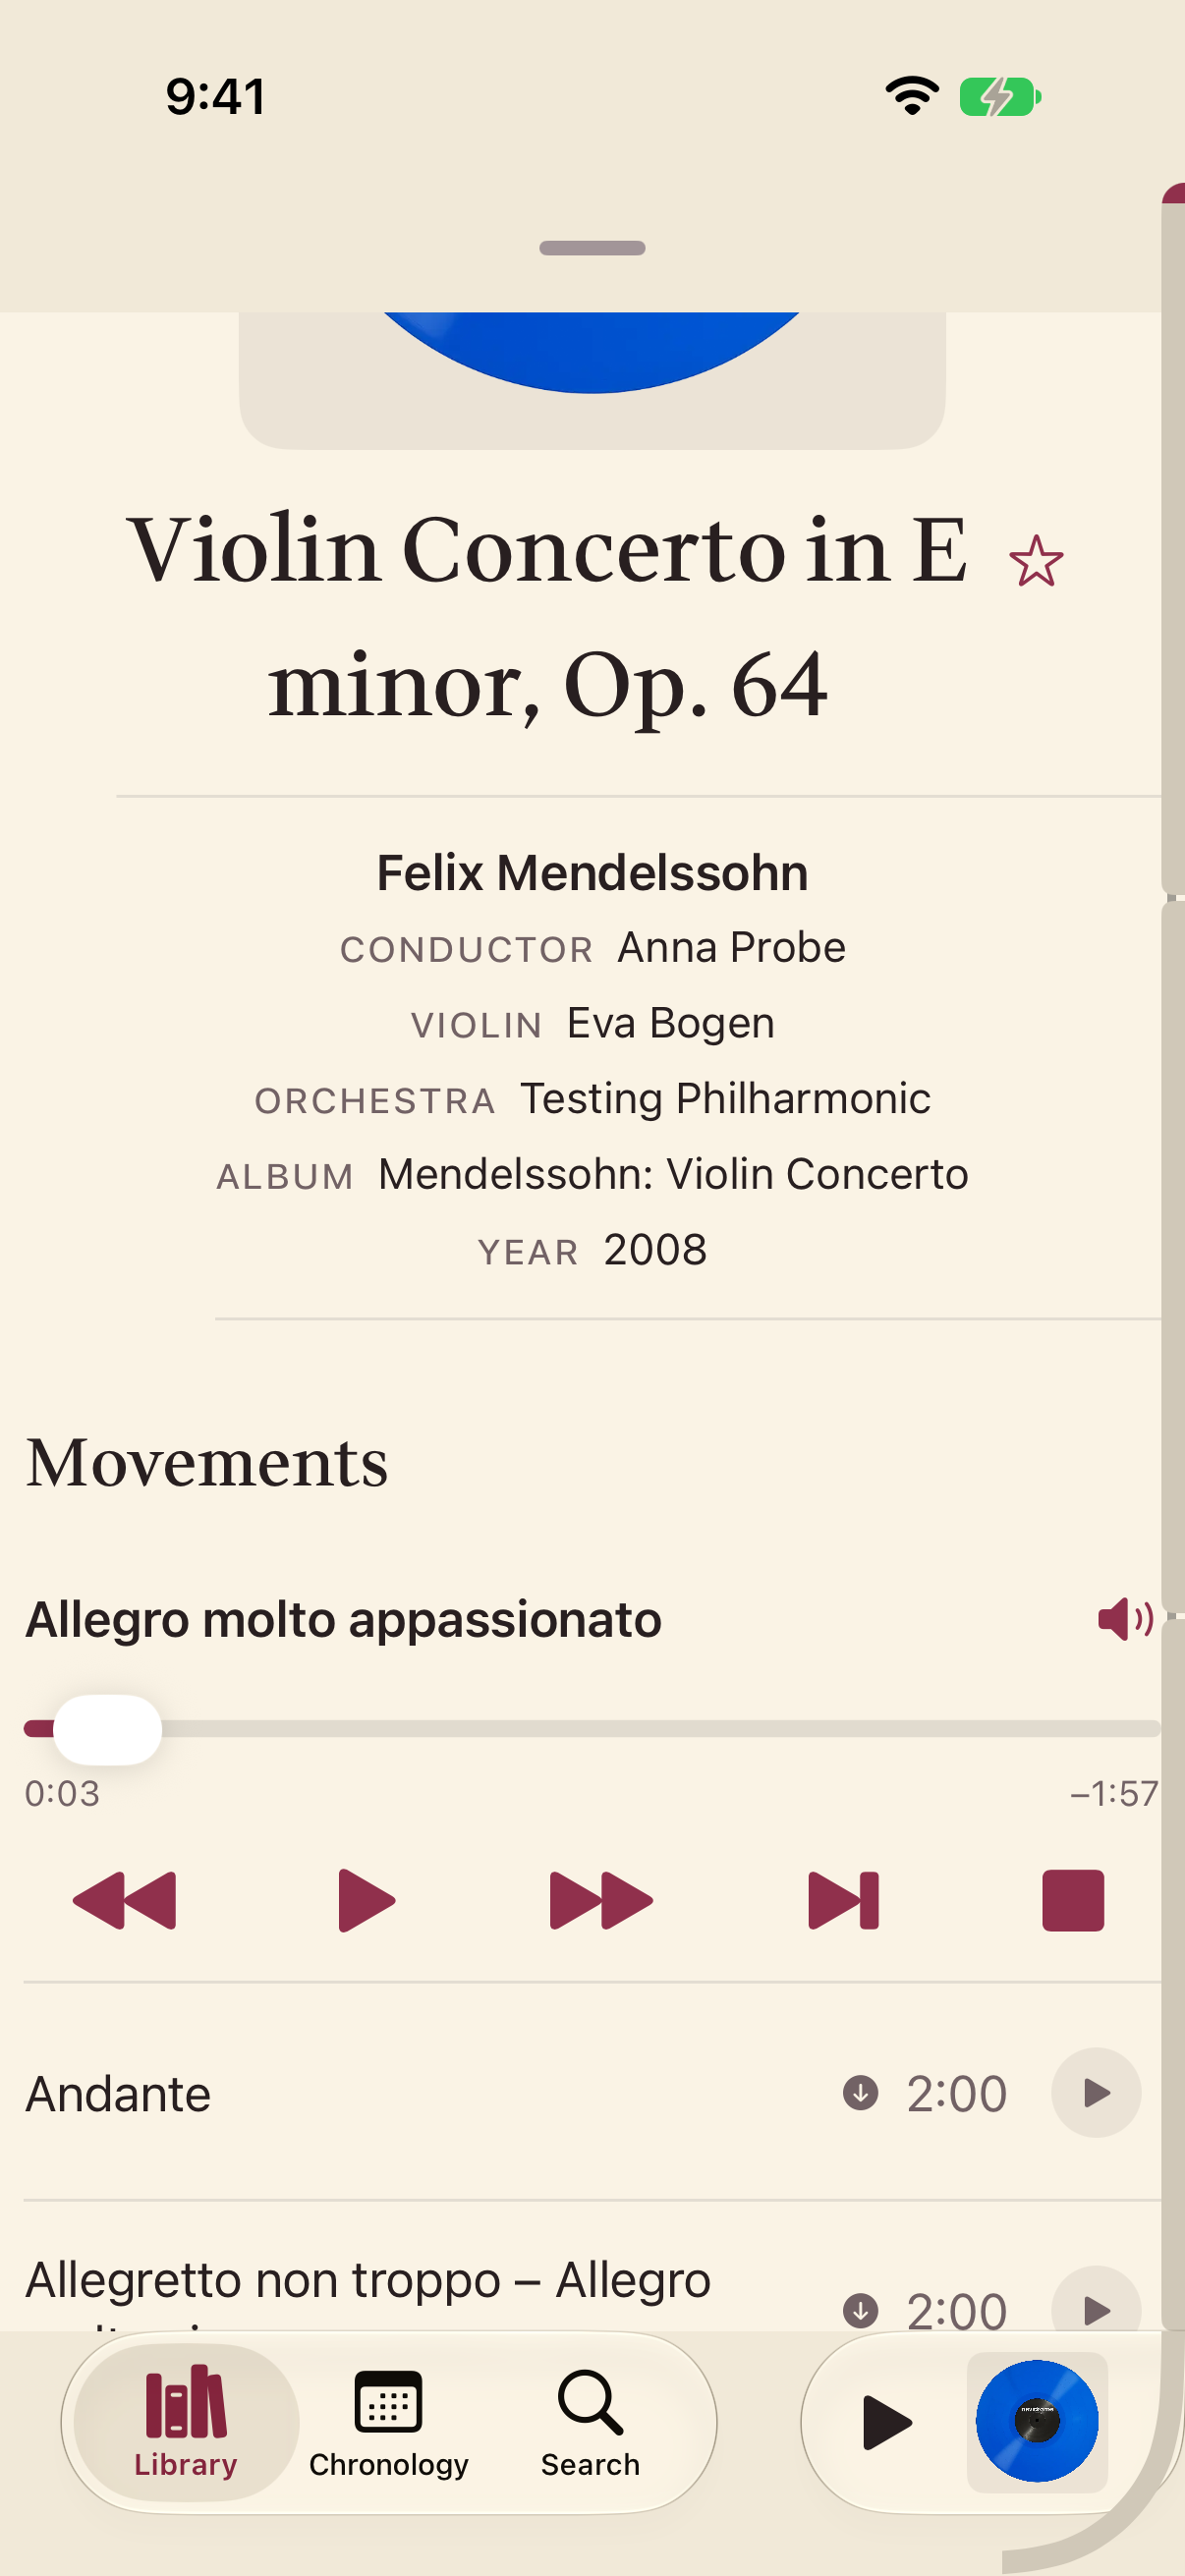 9:41
Violin Concerto in E
minor, Op. 64
Felix Mendelssohn
CONDUCTOR Anna Probe
VIOLIN Eva Bogen
ORCHESTRA Testing Philharmonic
ALBUM Mendelssohn: Violin Concerto
YEAR 2008
Movements
Allegro molto appassionato
0:03 –1:57
Andante 2:00
Allegretto non troppo – Allegro 2:00
Library Chronology Search